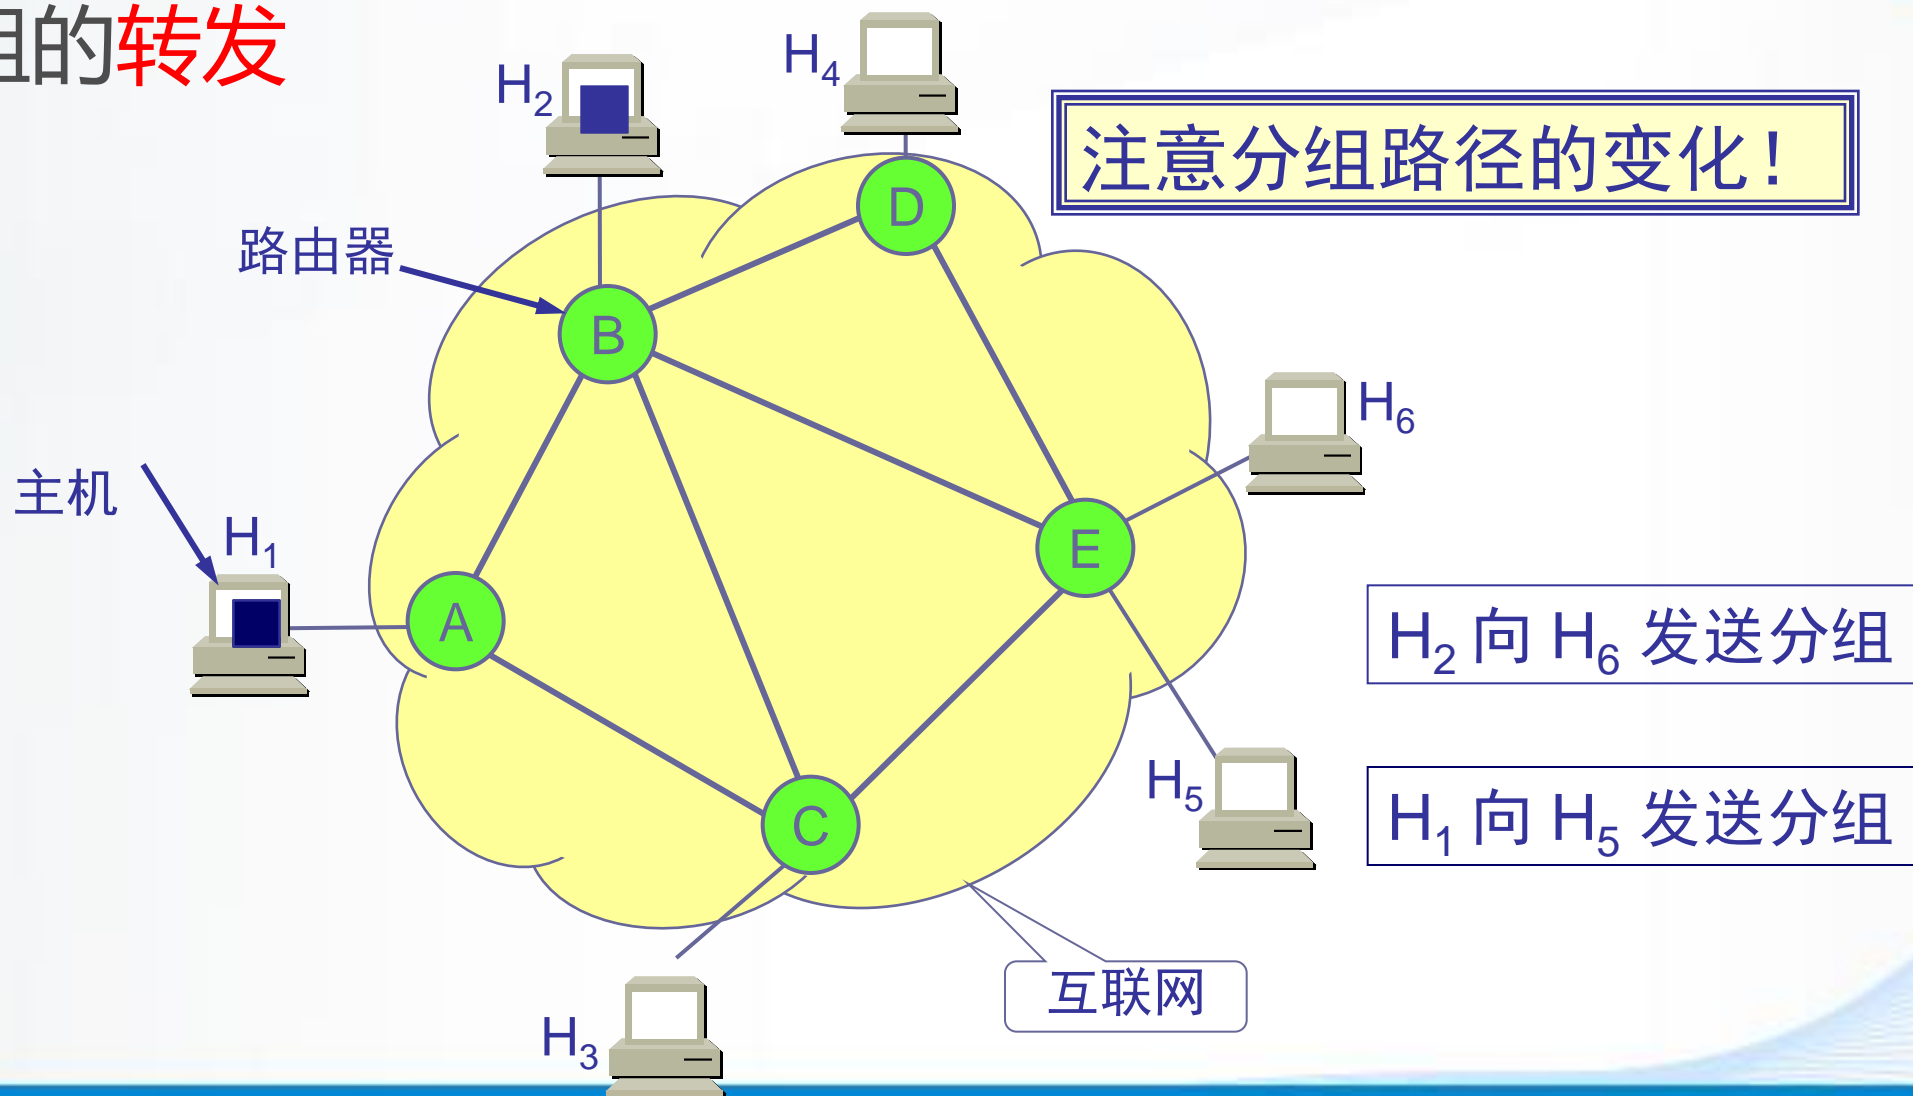 组的转发
H2
H4
注意分组路径的变化！
D
路由器
B
H6
主机
H1
E
A
H2 向 H6 发送分组
H5
C
H1 向 H5 发送分组
互联网
H3